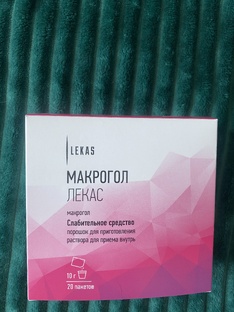 LEKAS
МАКРОГОЛ
ЛЕКАС
макрогол
Слабительное средство
порошок для приготовления
раствора для приема внутрь
10 г
20 пакетов